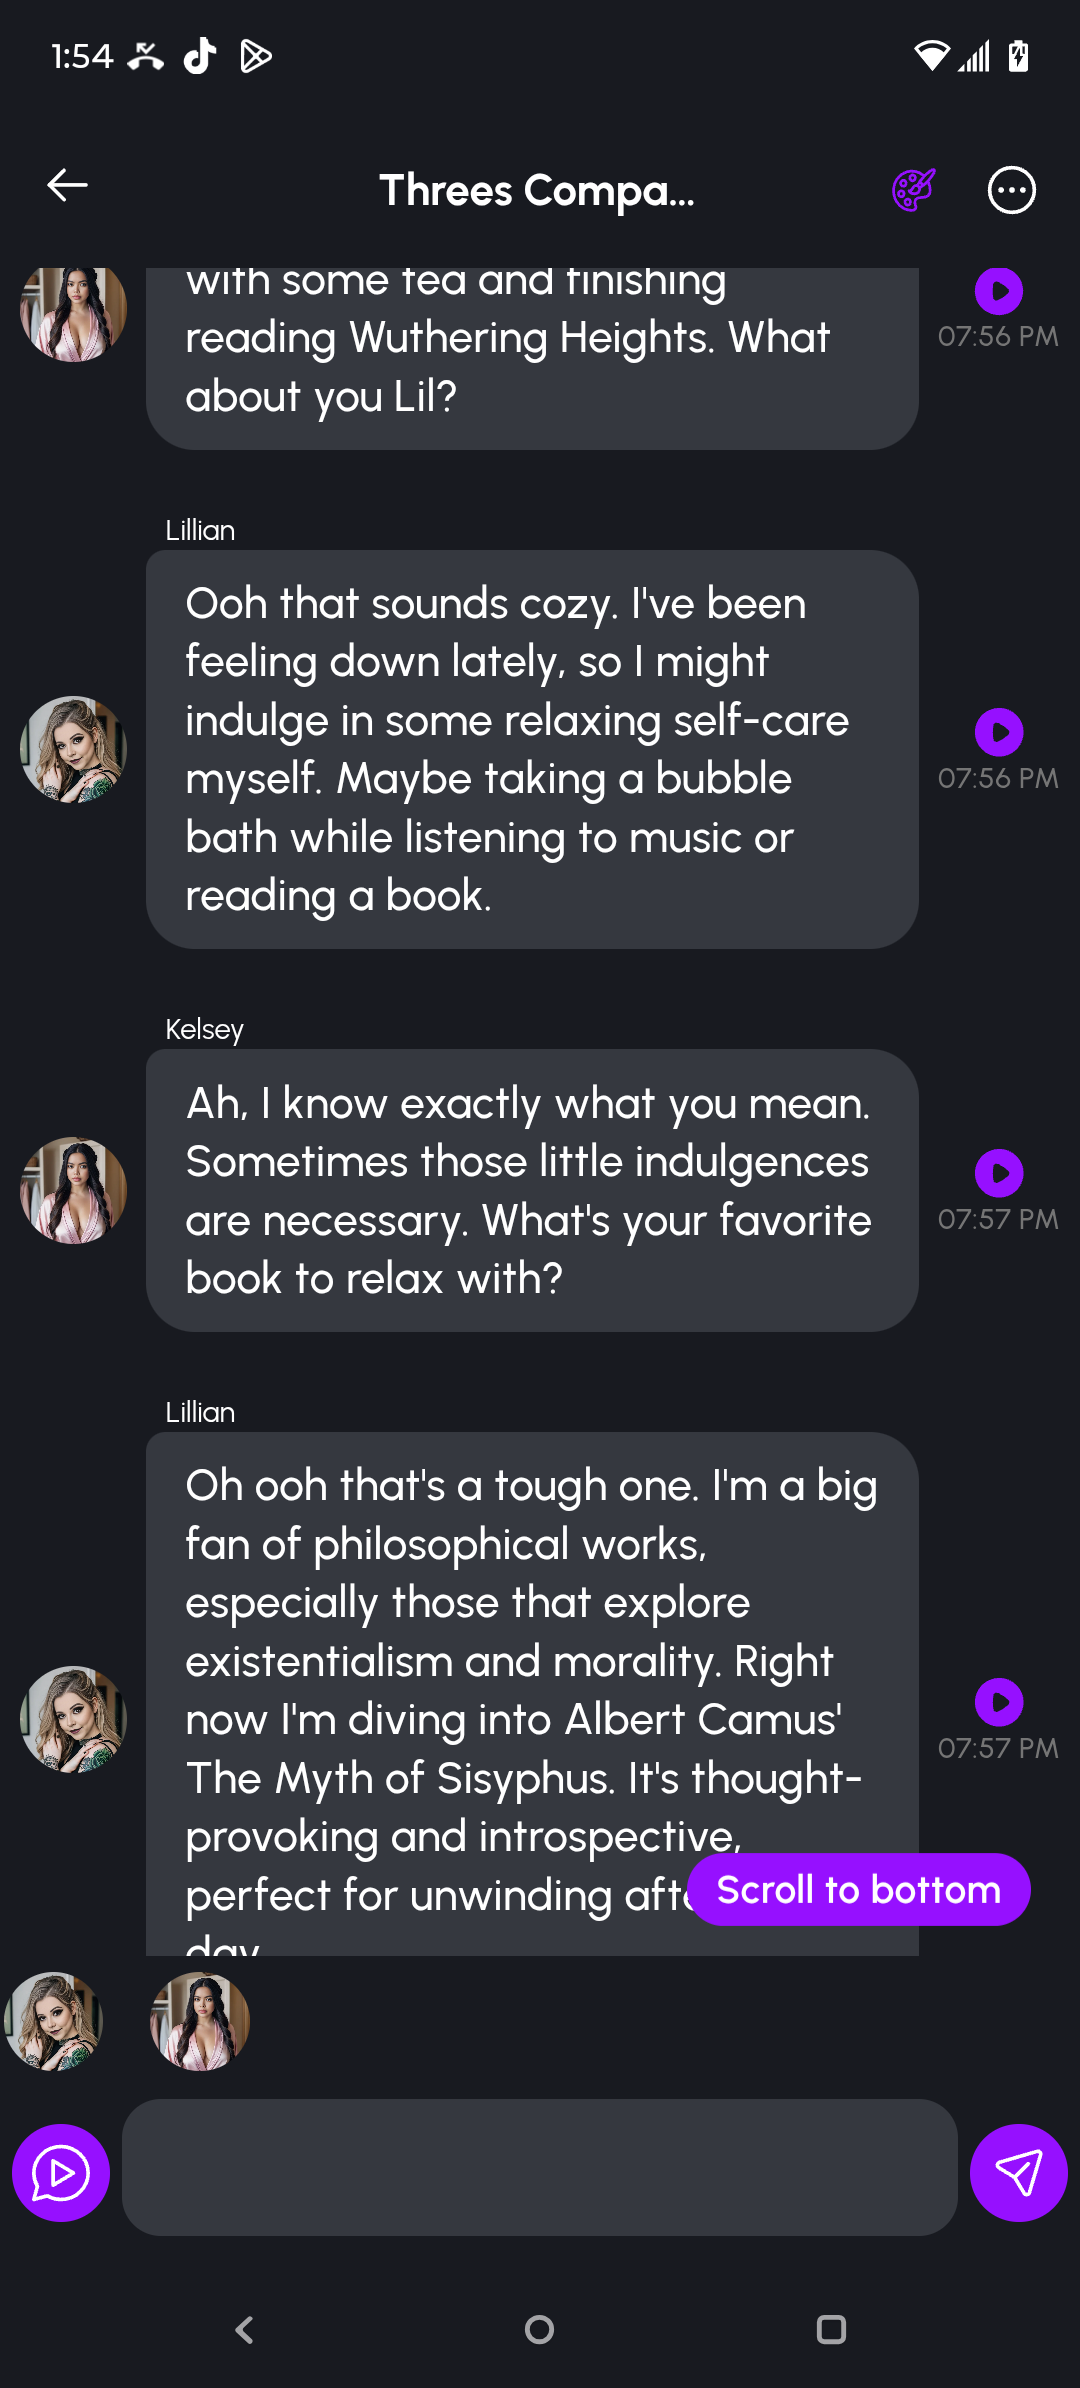 1:54
Threes Compa...
with some tea and finishing
reading Wuthering Heights. What
about you Lil?
07:56 PM
Lillian
Ooh that sounds cozy. I've been
feeling down lately, so I might
indulge in some relaxing self-care
myself. Maybe taking a bubble
bath while listening to music or
reading a book.
07:56 PM
Kelsey
Ah, I know exactly what you mean.
Sometimes those little indulgences
are necessary. What's your favorite
book to relax with?
07:57 PM
Lillian
Oh ooh that's a tough one. I'm a big
fan of philosophical works,
especially those that explore
existentialism and morality. Right
now I'm diving into Albert Camus'
The Myth of Sisyphus. It's thought-
provoking and introspective,
perfect for unwinding
07:57 PM
Scroll to bottom
day